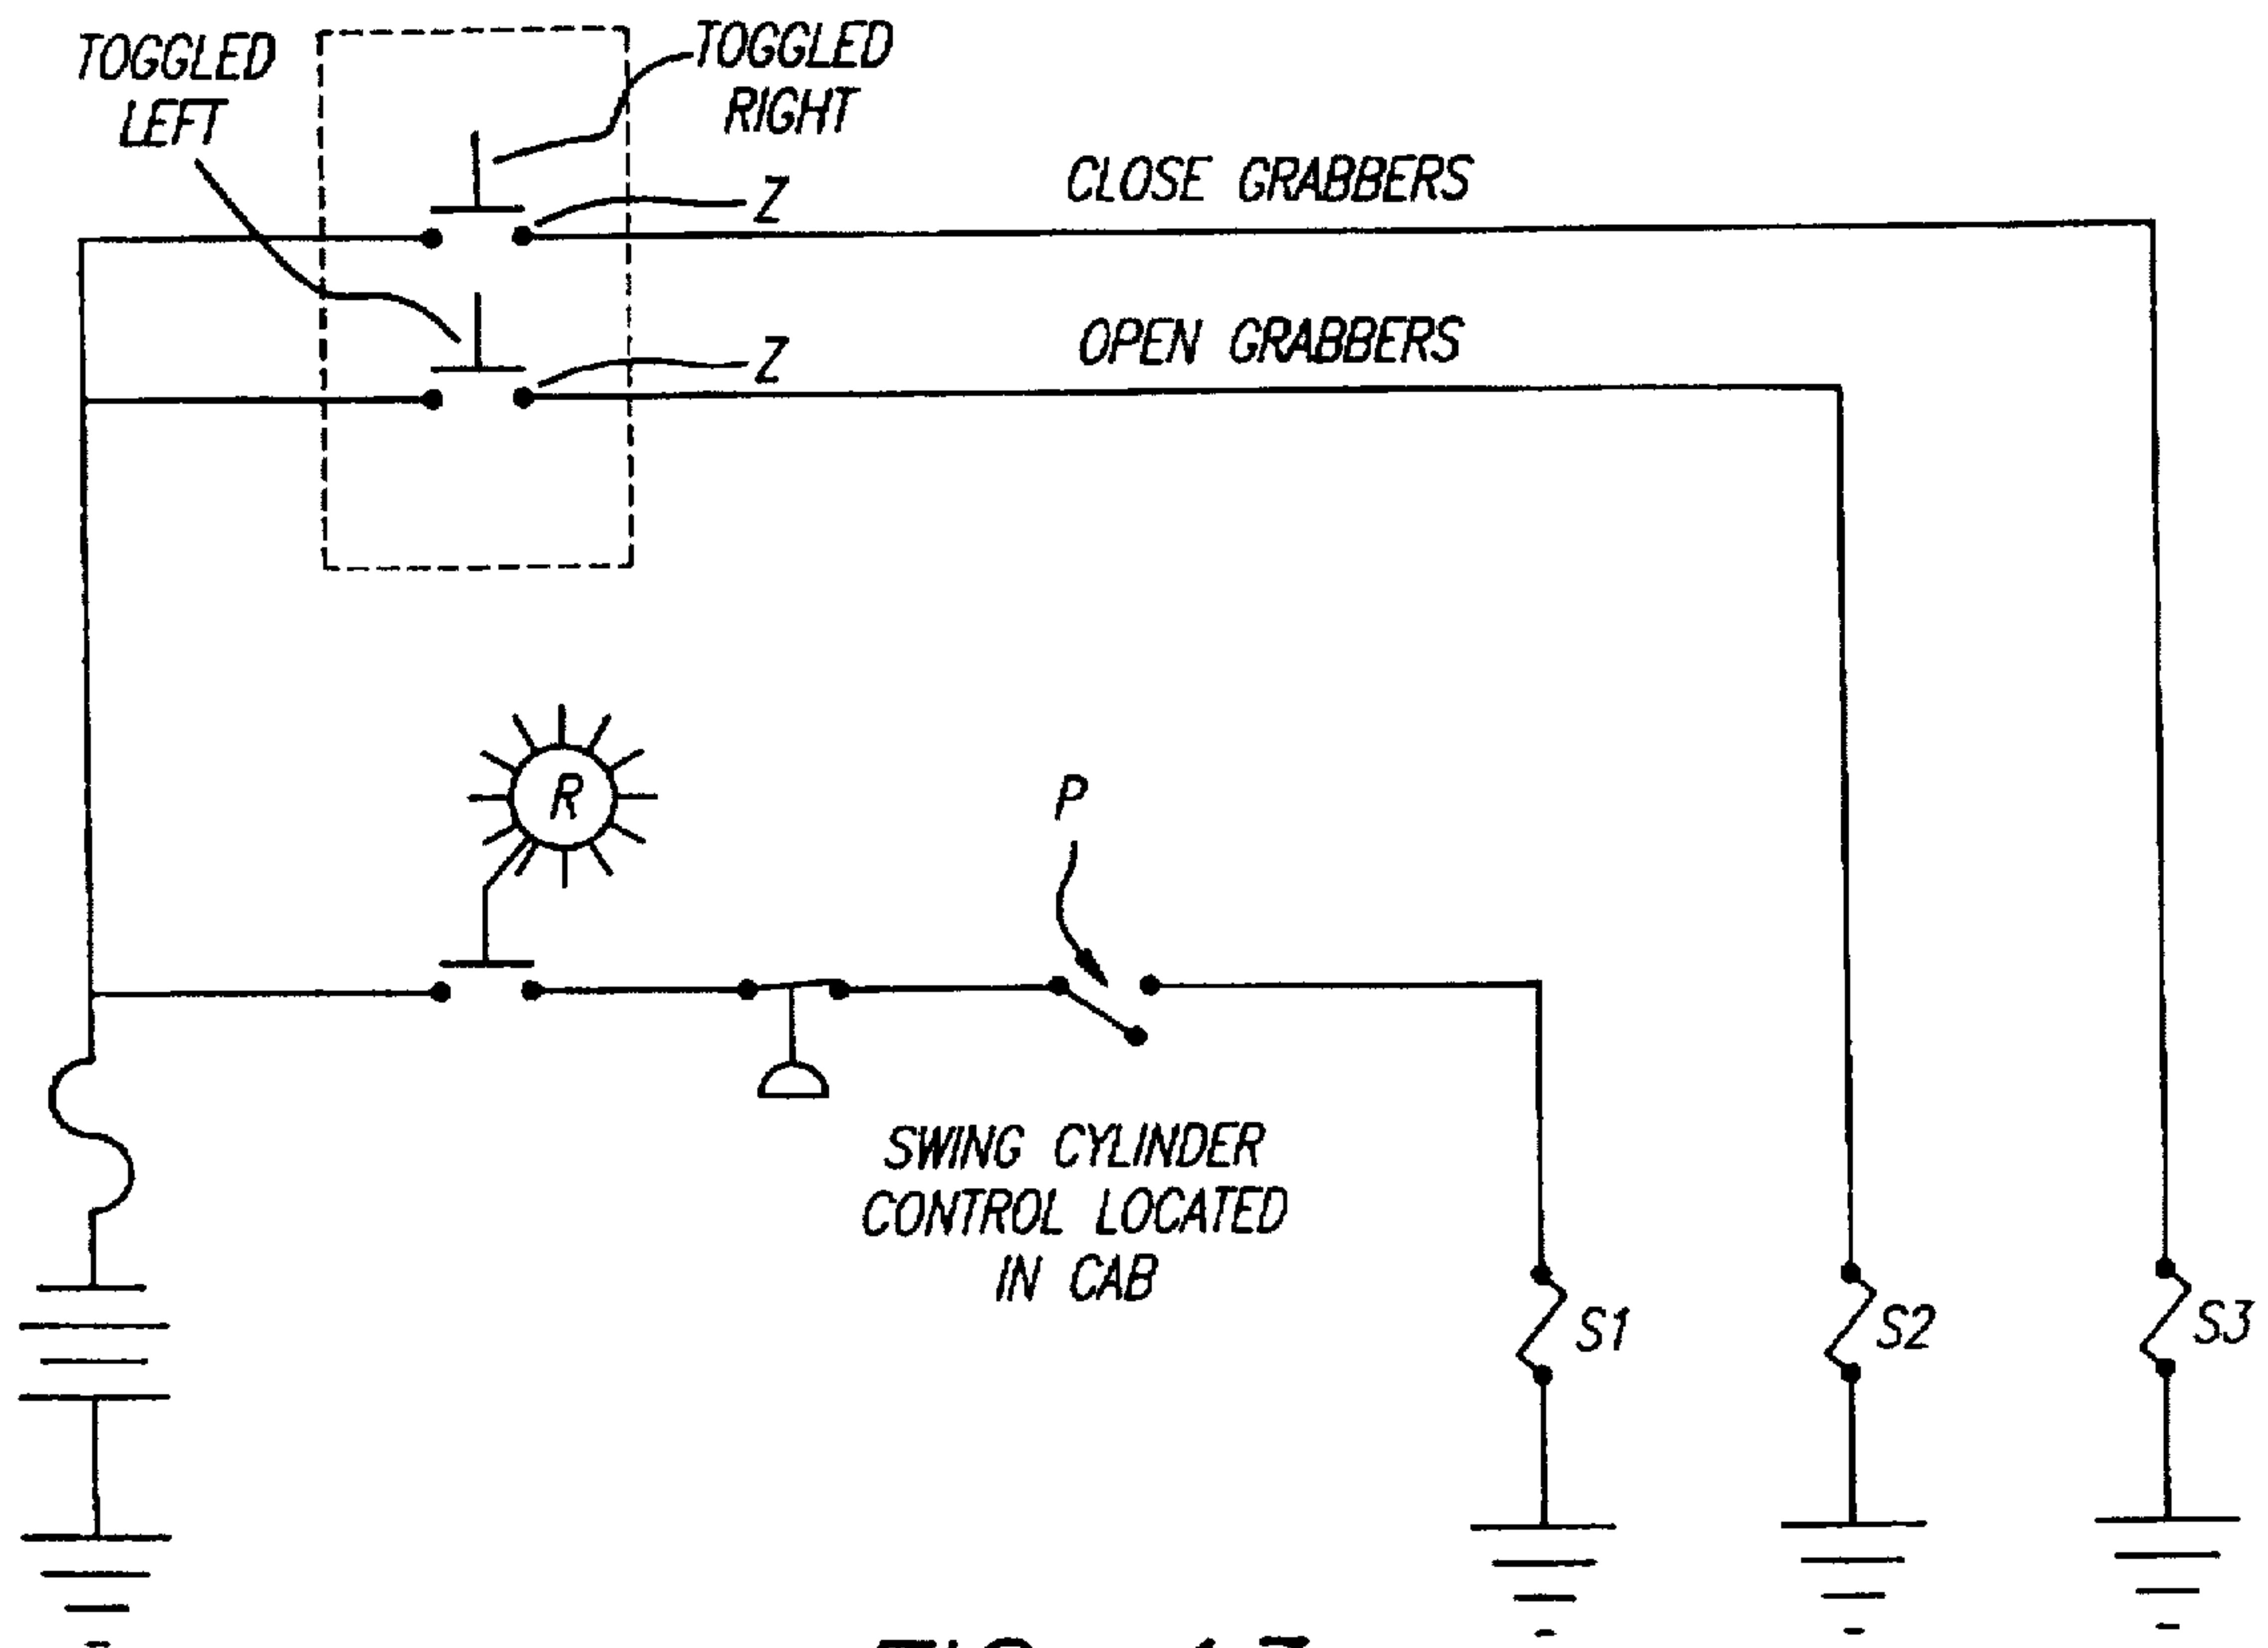 TOGGLED
LEFT
TOGGLED
RIGHT
Z
CLOSE GRABBERS
Z
OPEN GRABBERS
R
P
SWING CYLINDER
CONTROL LOCATED
IN CAB
S1
S2
S3